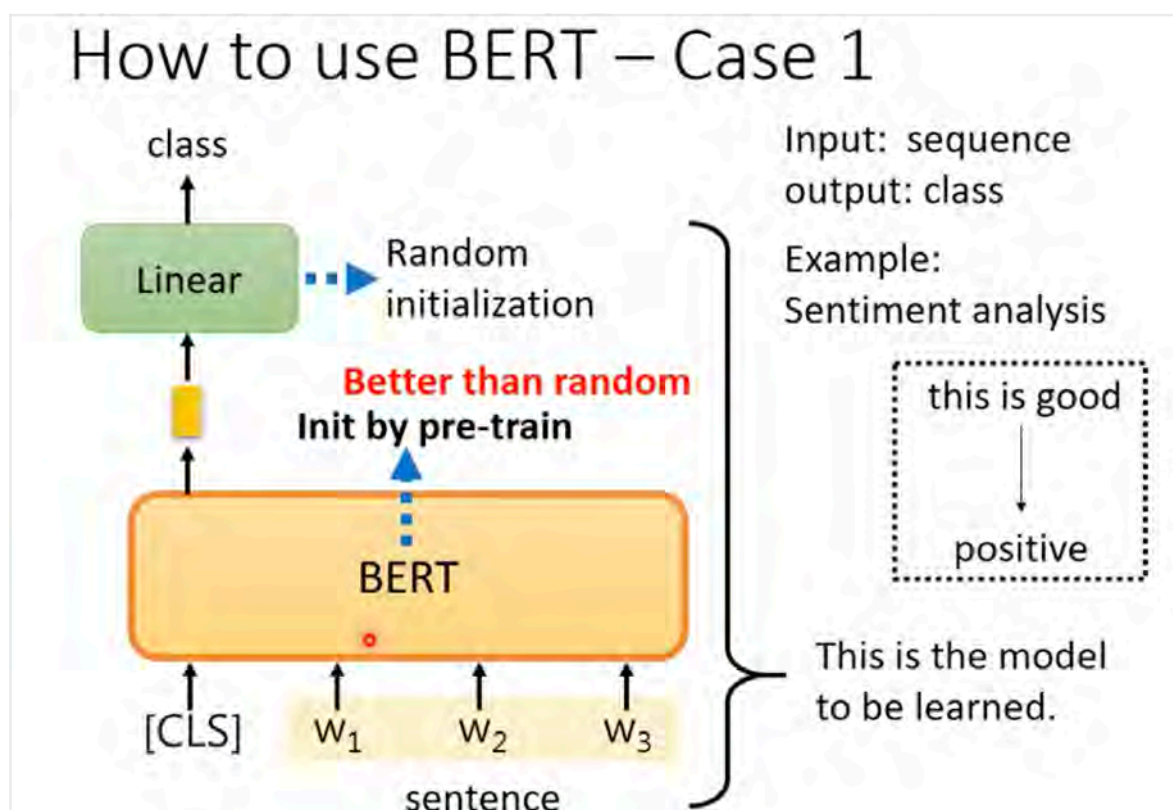 How to use BERT – Case 1
class
Linear
Random
initialization
Better than random
Init by pre-train
BERT
[CLS]
w1
w2
w3
sentence
Input: sequence
output: class
Example:
Sentiment analysis
this is good
positive
This is the model
to be learned.